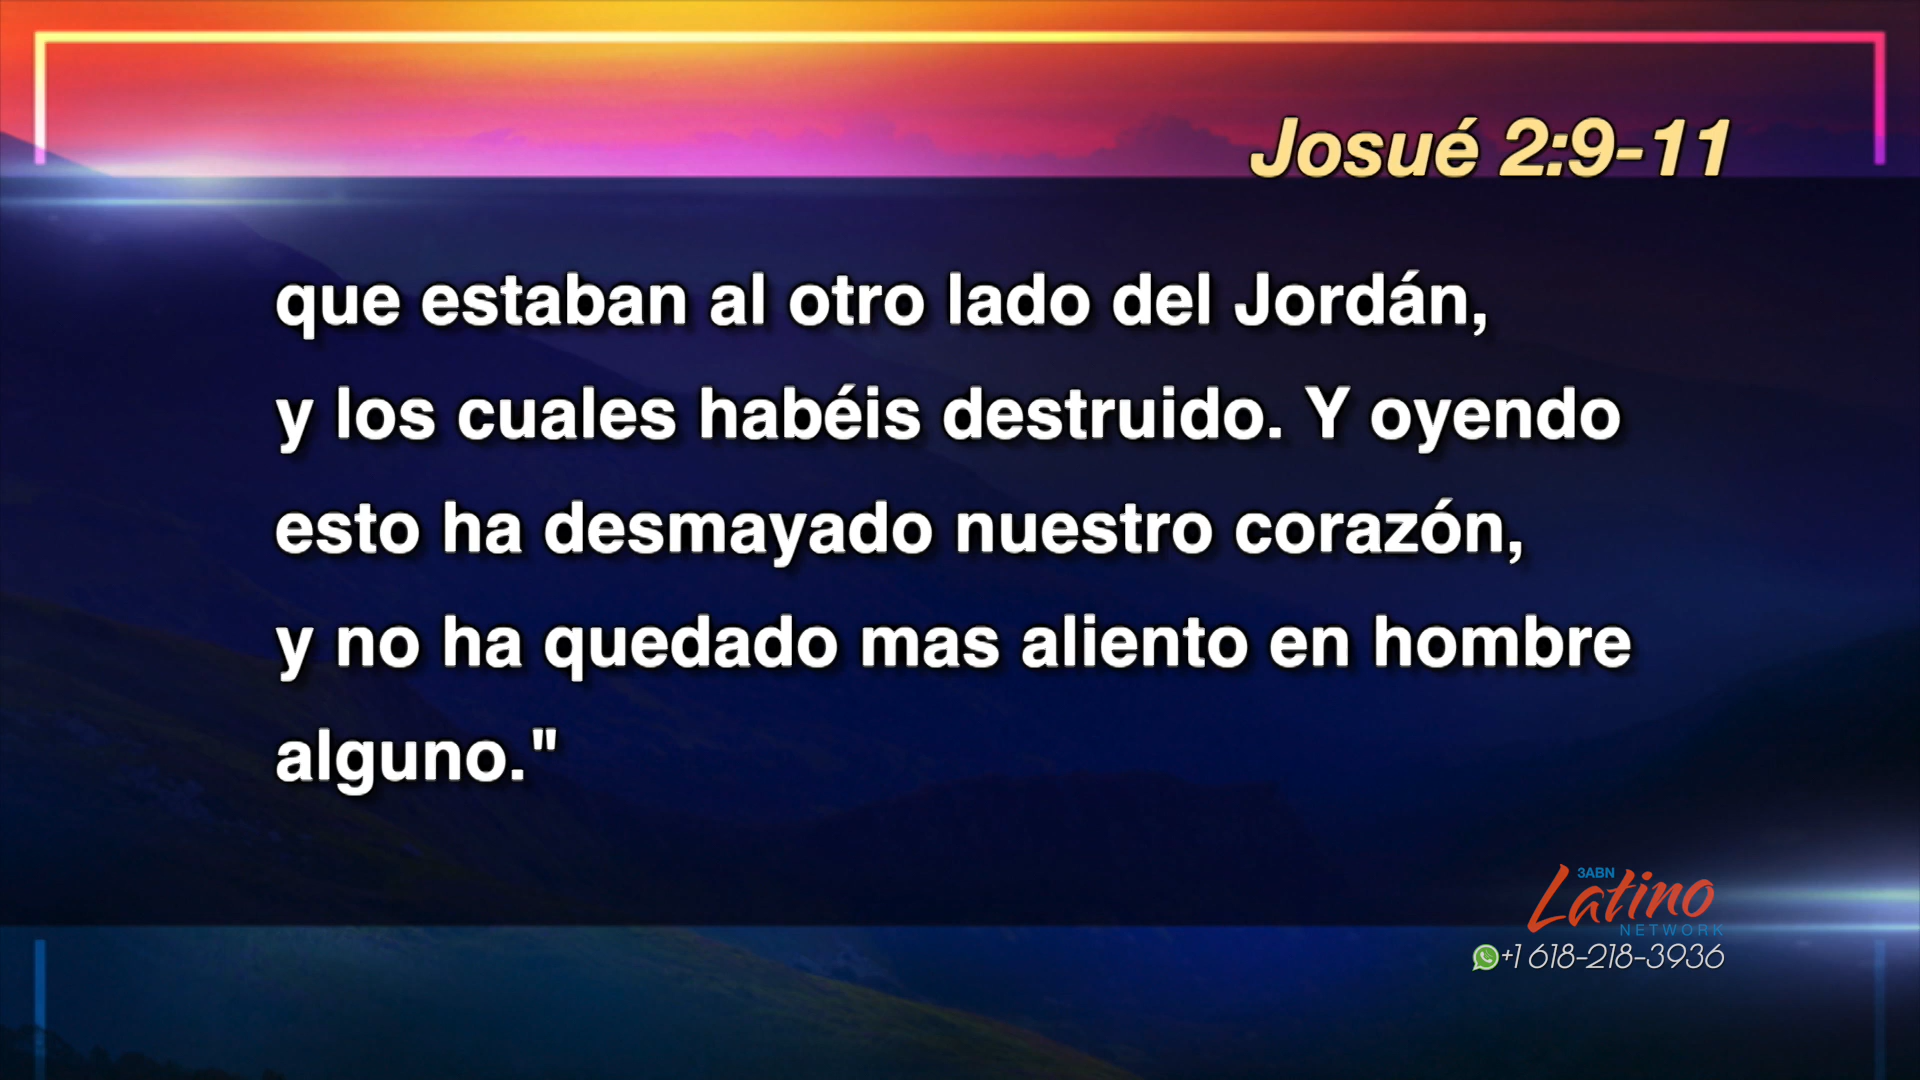 Josué 2:9-11
que estaban al otro lado del Jordán,
y los cuales habéis destruido. Y oyendo
esto ha desmayado nuestro corazón,
y no ha quedado mas aliento en hombre
alguno."
3ABN
Latino
NETWORK
+1 618-218-3936